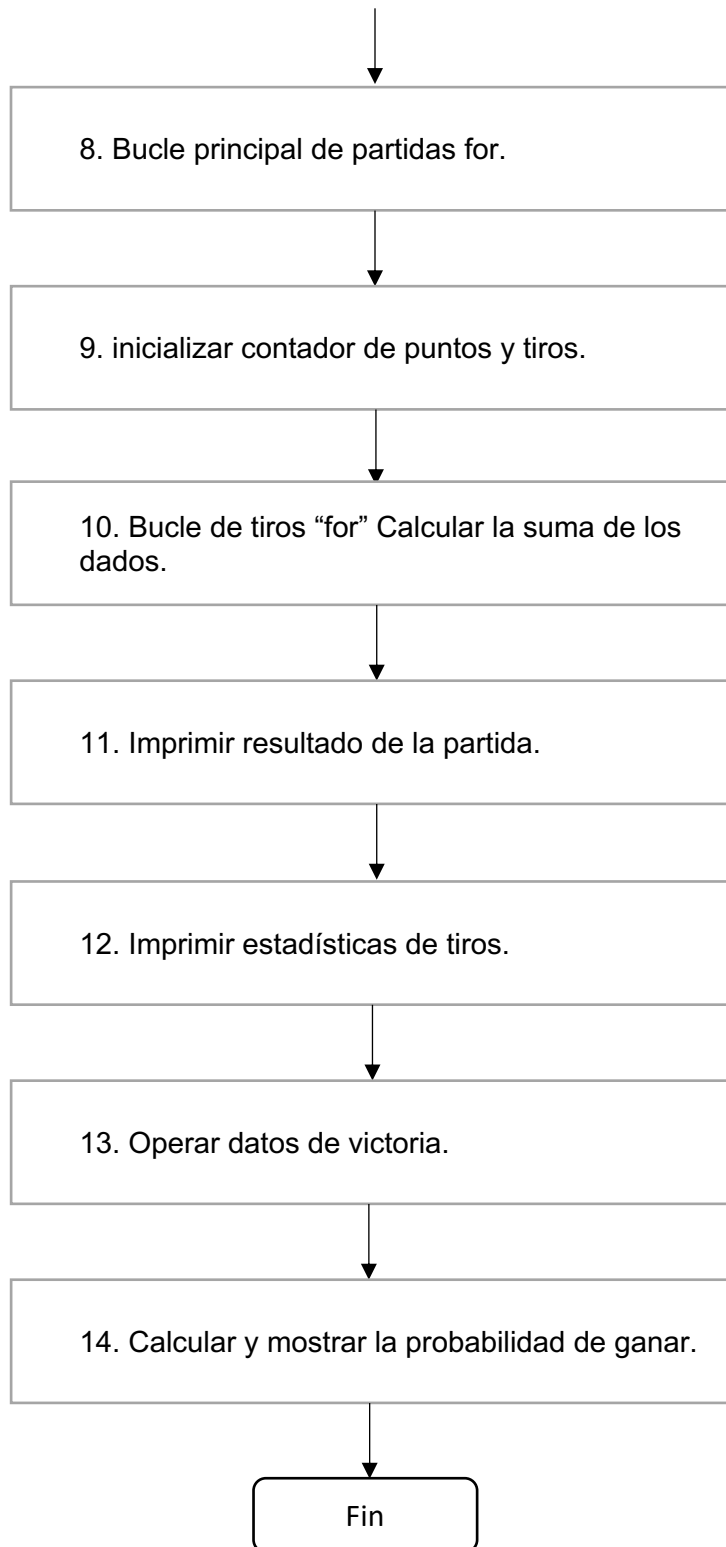 8. Bucle principal de partidas for.
9. inicializar contador de puntos y tiros.
10. Bucle de tiros “for” Calcular la suma de los
dados.
11. Imprimir resultado de la partida.
12. Imprimir estadísticas de tiros.
13. Operar datos de victoria.
14. Calcular y mostrar la probabilidad de ganar.
Fin